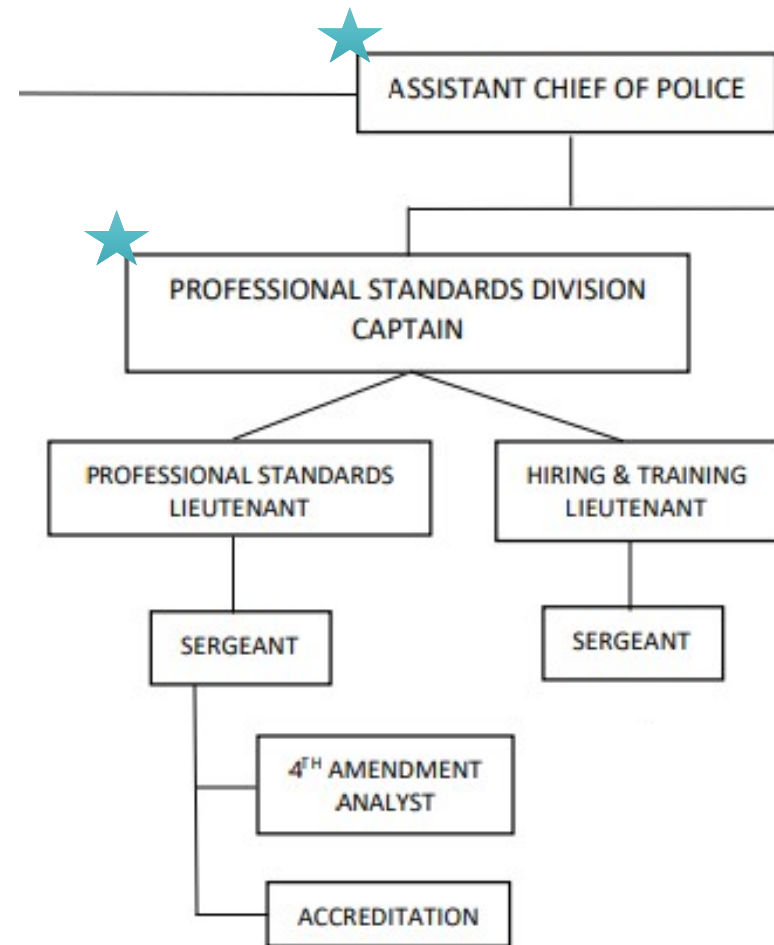 ASSISTANT CHIEF OF POLICE
PROFESSIONAL STANDARDS DIVISION
CAPTAIN
PROFESSIONAL STANDARDS
LIEUTENANT
HIRING & TRAINING
LIEUTENANT
SERGEANT
SERGEANT
4TH AMENDMENT
ANALYST
ACCREDITATION